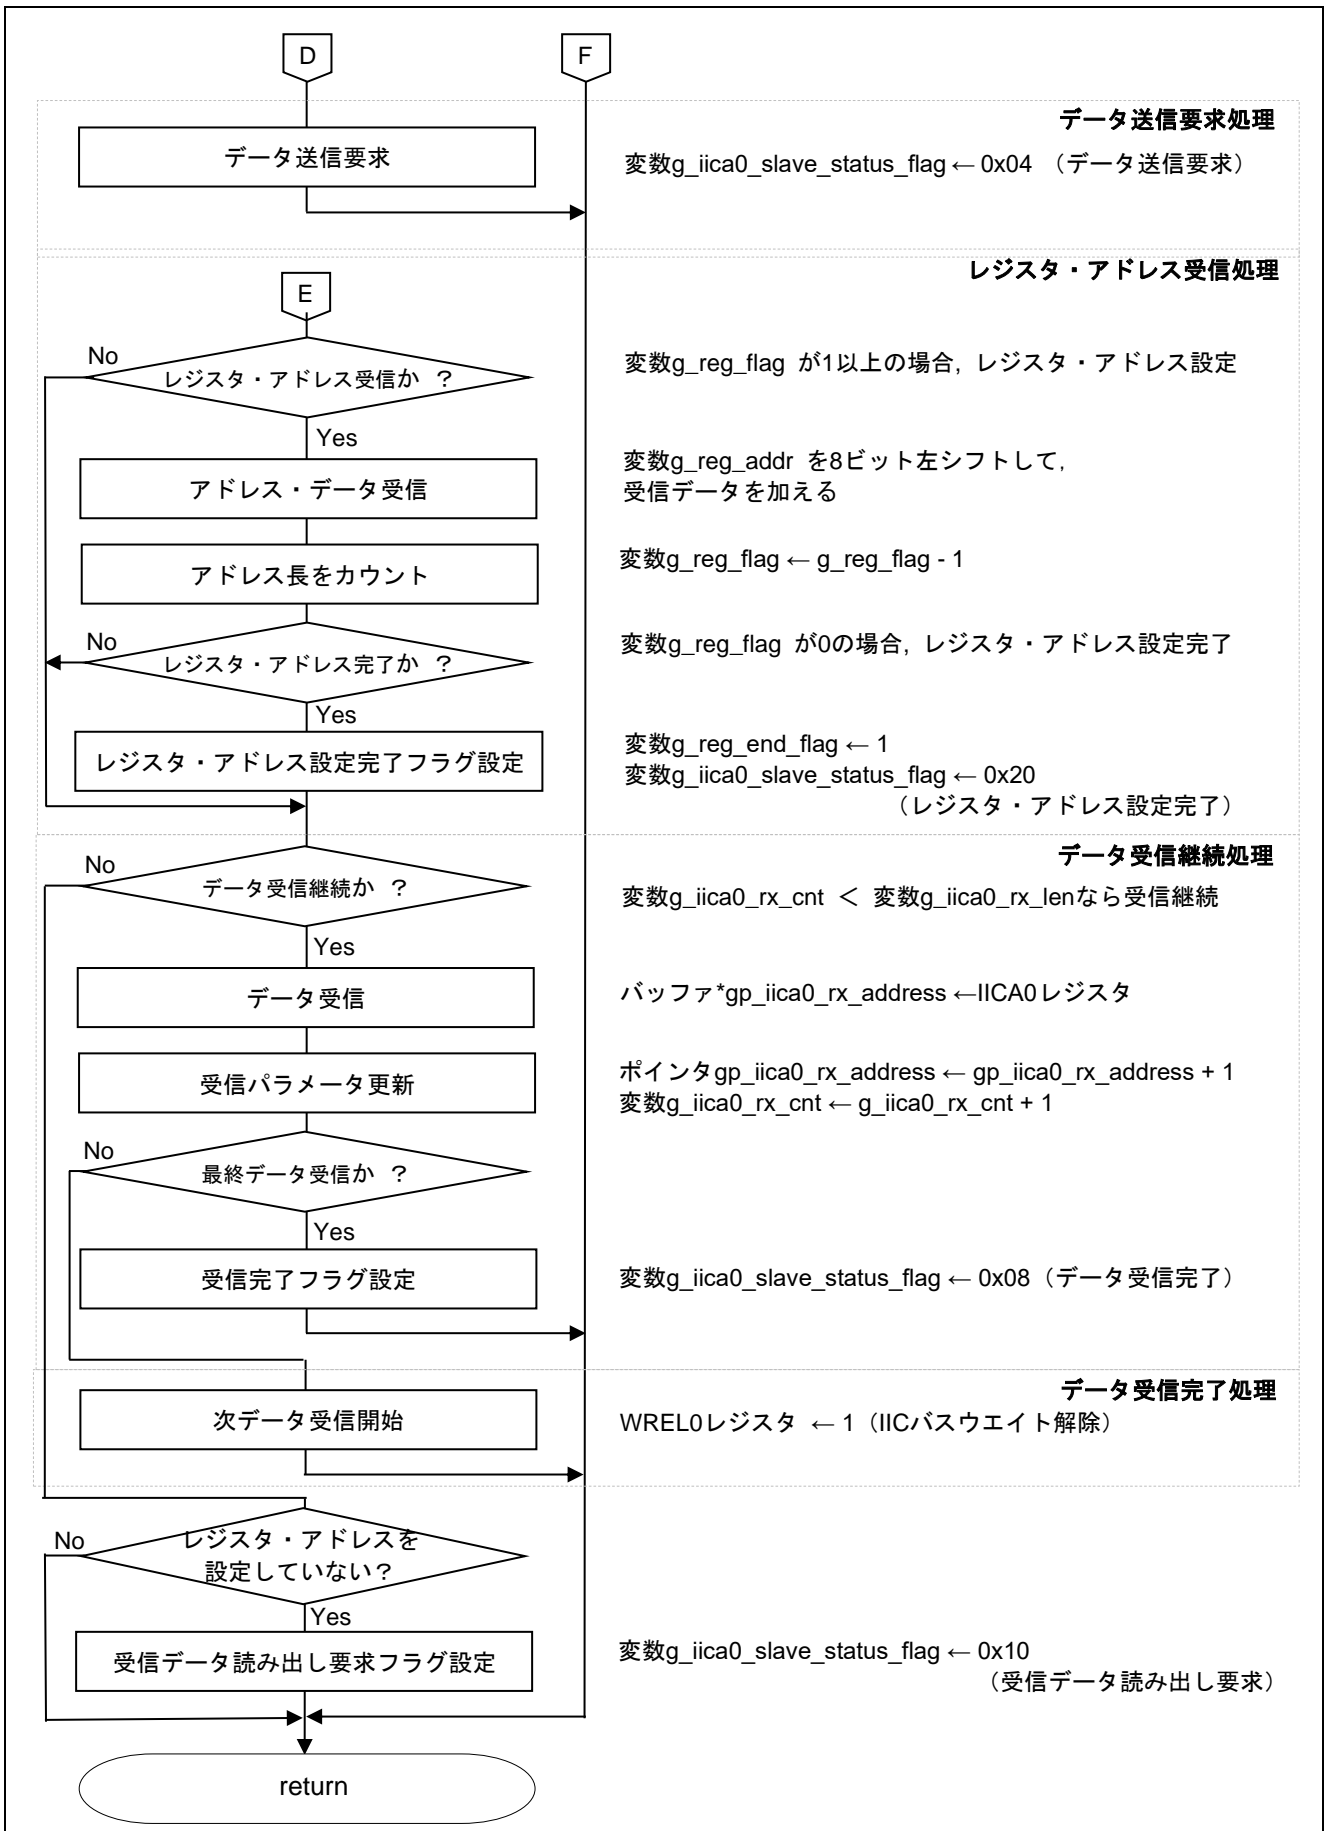 D
F
データ送信要求処理
データ送信要求
変数g_iica0_slave_status_flag ← 0x04 （データ送信要求）
レジスタ・アドレス受信処理
E
No
レジスタ・アドレス受信か ？
変数g_reg_flag が1以上の場合, レジスタ・アドレス設定
Yes
アドレス・データ受信
変数g_reg_addr を8ビット左シフトして,
受信データを加える
アドレス長をカウント
変数g_reg_flag ← g_reg_flag - 1
No
レジスタ・アドレス完了か ？
変数g_reg_flag が0の場合, レジスタ・アドレス設定完了
Yes
レジスタ・アドレス設定完了フラグ設定
変数g_reg_end_flag ← 1
変数g_iica0_slave_status_flag ← 0x20
（レジスタ・アドレス設定完了）
データ受信継続処理
No
データ受信継続か ？
変数g_iica0_rx_cnt ＜ 変数g_iica0_rx_lenなら受信継続
Yes
データ受信
バッファ*gp_iica0_rx_address ←IICA0レジスタ
受信パラメータ更新
ポインタgp_iica0_rx_address ← gp_iica0_rx_address + 1
変数g_iica0_rx_cnt ← g_iica0_rx_cnt + 1
No
最終データ受信か ？
Yes
受信完了フラグ設定
変数g_iica0_slave_status_flag ← 0x08（データ受信完了）
データ受信完了処理
次データ受信開始
WREL0レジスタ ← 1（IICバスウエイト解除）
No
レジスタ・アドレスを
設定していない？
Yes
受信データ読み出し要求フラグ設定
変数g_iica0_slave_status_flag ← 0x10
（受信データ読み出し要求）
return